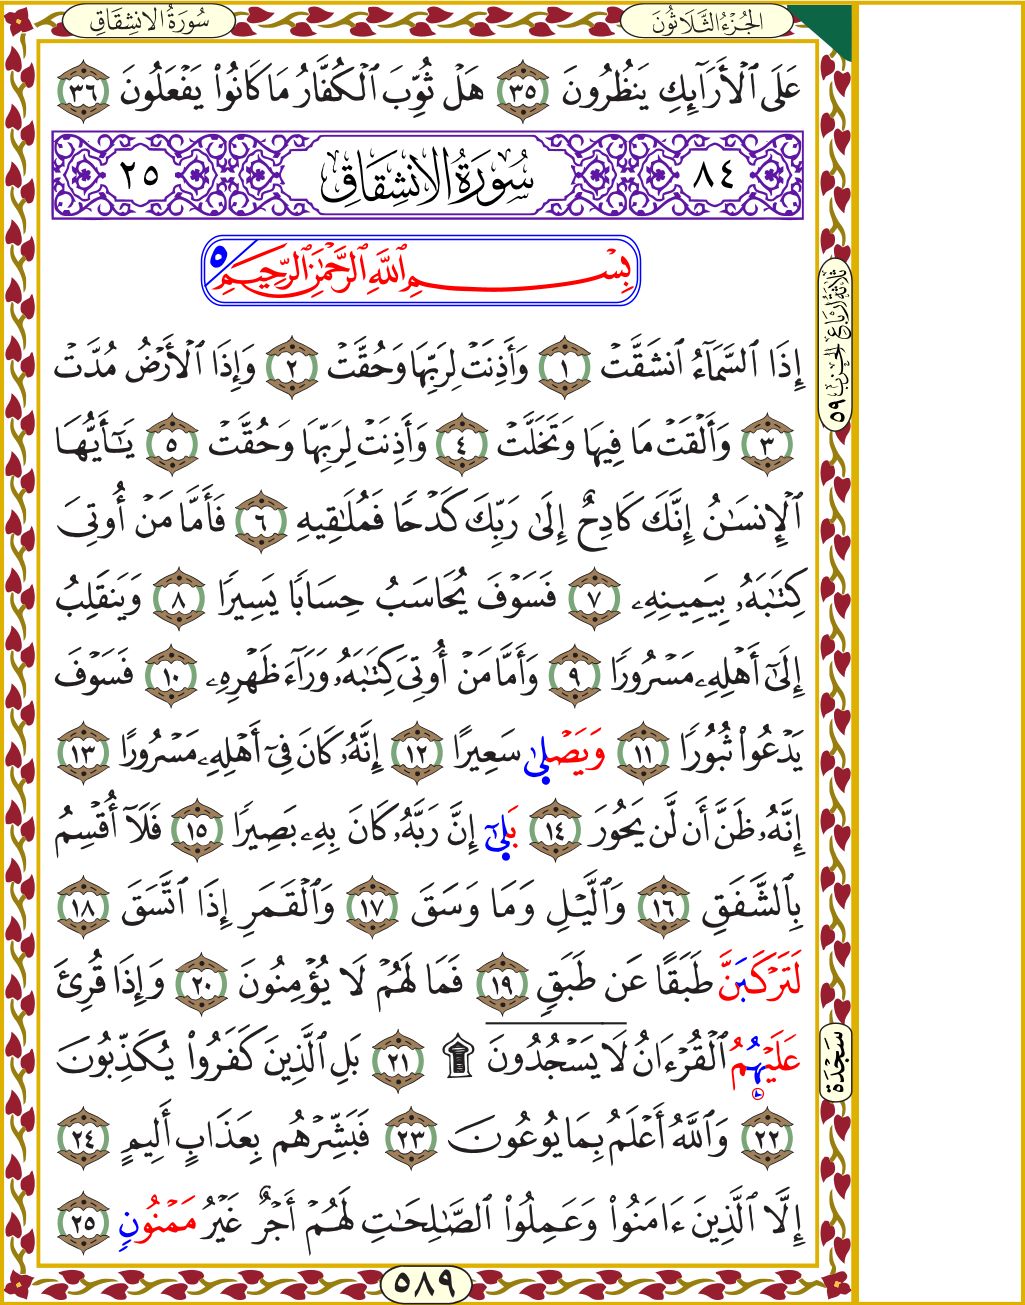 سُورَةُ الانشِقَاقِ
الجُزْءُ الثَّلَاثُونَ
عَلَى ٱلْأَرَآئِكِ يَنظُرُونَ ٣٥ هَلْ ثُوِّبَ ٱلْكُفَّارُ مَا كَانُوا۟ يَفْعَلُونَ ٣٦
٨٤ سُورَةُ الانشِقَاقِ ٢٥
بِسْمِ ٱللَّهِ ٱلرَّحْمَٰنِ ٱلرَّحِيمِ ٥
إِذَا ٱلسَّمَآءُ ٱنشَقَّتْ ١ وَأَذِنَتْ لِرَبِّهَا وَحُقَّتْ ٢ وَإِذَا ٱلْأَرْضُ مُدَّتْ
٣ وَأَلْقَتْ مَا فِيهَا وَتَخَلَّتْ ٤ وَأَذِنَتْ لِرَبِّهَا وَحُقَّتْ ٥ يَٰٓأَيُّهَا
ٱلْإِنسَٰنُ إِنَّكَ كَادِحٌ إِلَىٰ رَبِّكَ كَدْحًا فَمُلَٰقِيهِ ٦ فَأَمَّا مَنْ أُوتِىَ
كِتَٰبَهُۥ بِيَمِينِهِۦ ٧ فَسَوْفَ يُحَاسَبُ حِسَابًا يَسِيرًا ٨ وَيَنقَلِبُ
إِلَىٰٓ أَهْلِهِۦ مَسْرُورًا ٩ وَأَمَّا مَنْ أُوتِىَ كِتَٰبَهُۥ وَرَآءَ ظَهْرِهِۦ ١٠ فَسَوْفَ
يَدْعُوا۟ ثُبُورًا ١١ وَيَصْلَىٰ سَعِيرًا ١٢ إِنَّهُۥ كَانَ فِىٓ أَهْلِهِۦ مَسْرُورًا ١٣
إِنَّهُۥ ظَنَّ أَن لَّن يَحُورَ ١٤ بَلَىٰٓ إِنَّ رَبَّهُۥ كَانَ بِهِۦ بَصِيرًا ١٥ فَلَآ أُقْسِمُ
بِٱلشَّفَقِ ١٦ وَٱلَّيْلِ وَمَا وَسَقَ ١٧ وَٱلْقَمَرِ إِذَا ٱتَّسَقَ ١٨
لَتَرْكَبَنَّ طَبَقًا عَن طَبَقٍ ١٩ فَمَا لَهُمْ لَا يُؤْمِنُونَ ٢٠ وَإِذَا قُرِئَ
عَلَيْهُمُ ٱلْقُرْءَانُ لَا يَسْجُدُونَ ۩ ٢١ بَلِ ٱلَّذِينَ كَفَرُوا۟ يُكَذِّبُونَ
٢٢ وَٱللَّهُ أَعْلَمُ بِمَا يُوعُونَ ٢٣ فَبَشِّرْهُم بِعَذَابٍ أَلِيمٍ ٢٤
إِلَّا ٱلَّذِينَ ءَامَنُوا۟ وَعَمِلُوا۟ ٱلصَّٰلِحَٰتِ لَهُمْ أَجْرٌ غَيْرُ مَمْنُونٍ ٢٥
ثَلَاثَةُ أَرْبَاعِ الحِزْبِ ٥٩
سَجْدَة
٥٨٩